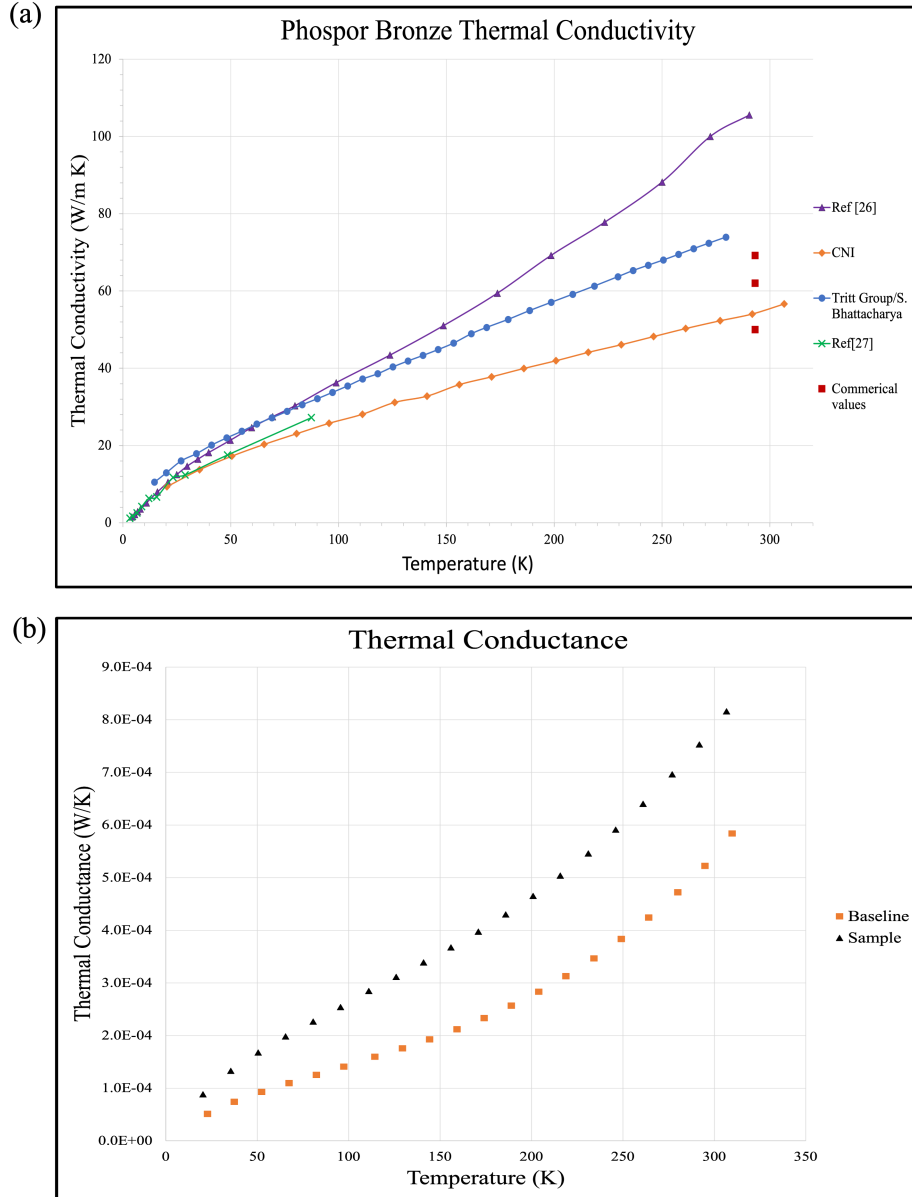 (a)
Phospor Bronze Thermal Conductivity
Thermal Conductivity (W/m K)
120
100
80
60
40
20
0
0 50 100 150 200 250 300
Temperature (K)
Ref [26]
CNI
Tritt Group/S.
Bhattacharya
Ref[27]
Commerical
values
(b)
Thermal Conductance
Thermal Conductance (W/K)
9.0E-04
8.0E-04
7.0E-04
6.0E-04
5.0E-04
4.0E-04
3.0E-04
2.0E-04
1.0E-04
0.0E+00
0 50 100 150 200 250 300 350
Temperature (K)
Baseline
Sample